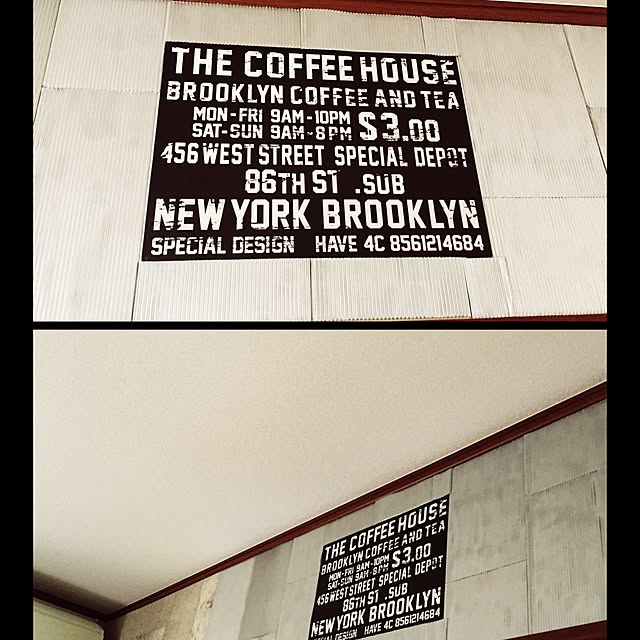 THE COFFEE HOUSE
BROOKLYN COFFEE AND TEA
MON-FRI 9AM-10PM
SAT-SUN 9AM-8PM $3.00
456 WEST STREET SPECIAL DEPOT
86TH ST .SUB
NEW YORK BROOKLYN
SPECIAL DESIGN HAVE 4C 8561214684
THE COFFEE HOUSE
BROOKLYN COFFEE AND TEA
MON-FRI 9AM-10PM
SAT-SUN 9AM-8PM $3.00
456 WEST STREET SPECIAL DEPOT
86TH ST .SUB
NEW YORK BROOKLYN
SPECIAL DESIGN HAVE 4C 8561214684